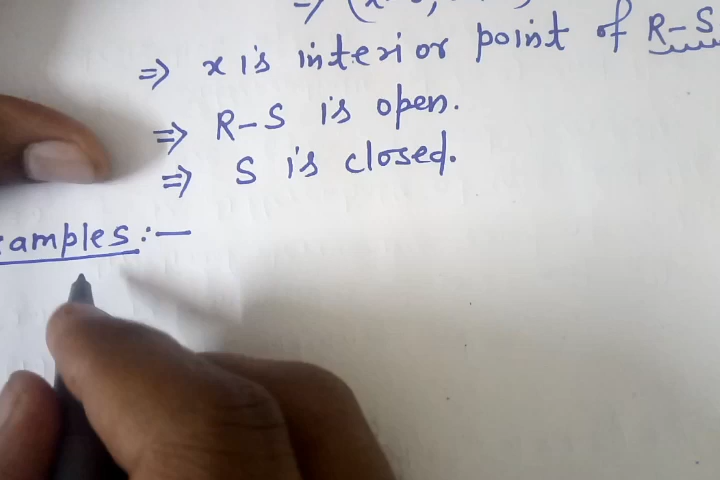 ⇒ x is interior point of R-S
⇒ R-S is open.
⇒ S is closed.
amples :-